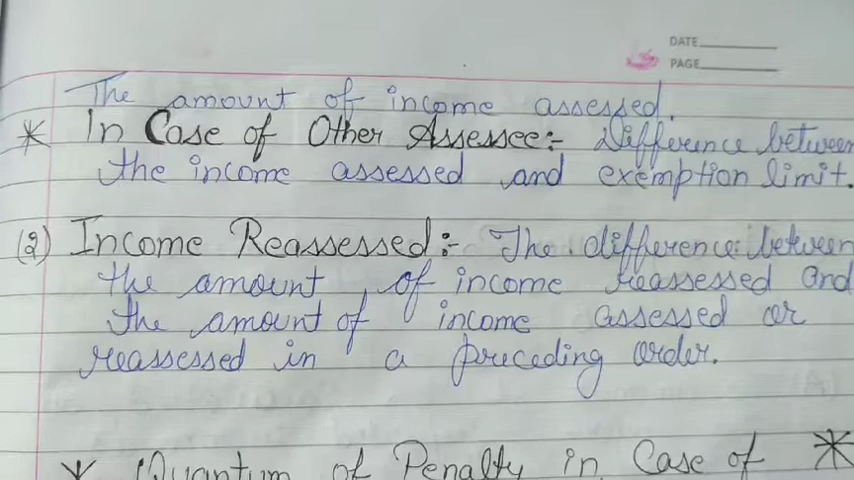 DATE
PAGE
The amount of income assessed.
* In Case of Other Assessee:- Difference between
the income assessed and exemption limit.
(2) Income Reassessed:- The difference between
the amount of income reassessed and
the amount of income assessed or
reassessed in a preceding order.
* Quantum of Penalty in Case of *